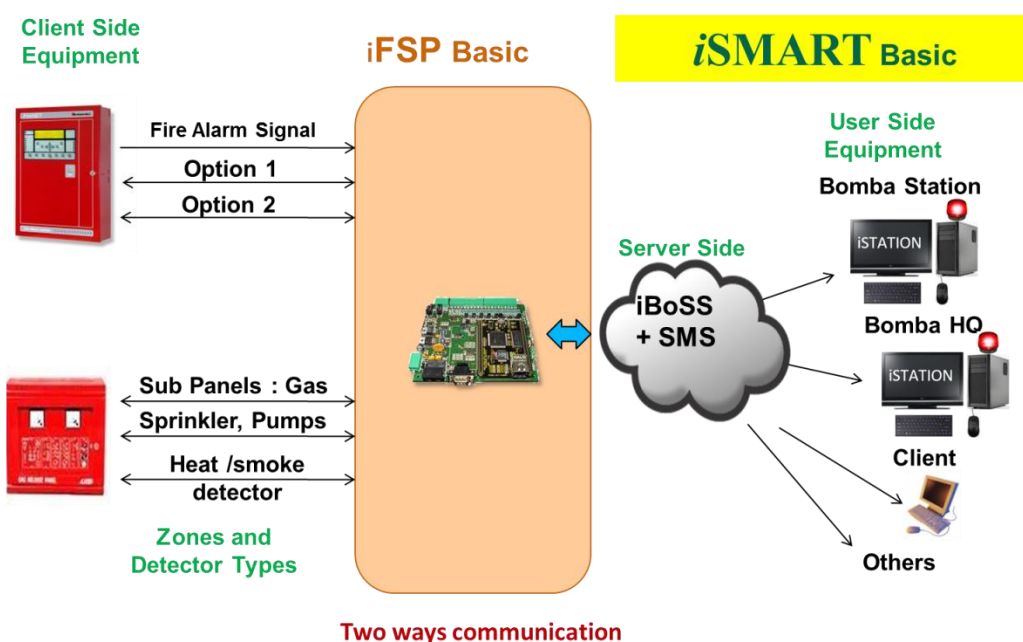 Client Side
Equipment
iFSP Basic
iSMART Basic
Fire Alarm Signal
Option 1
Option 2
User Side
Equipment
Bomba Station
iSTATION
Server Side
iBoSS
+ SMS
Bomba HQ
iSTATION
Sub Panels : Gas
Sprinkler, Pumps
Heat /smoke
detector
Client
Zones and
Detector Types
Others
Two ways communication